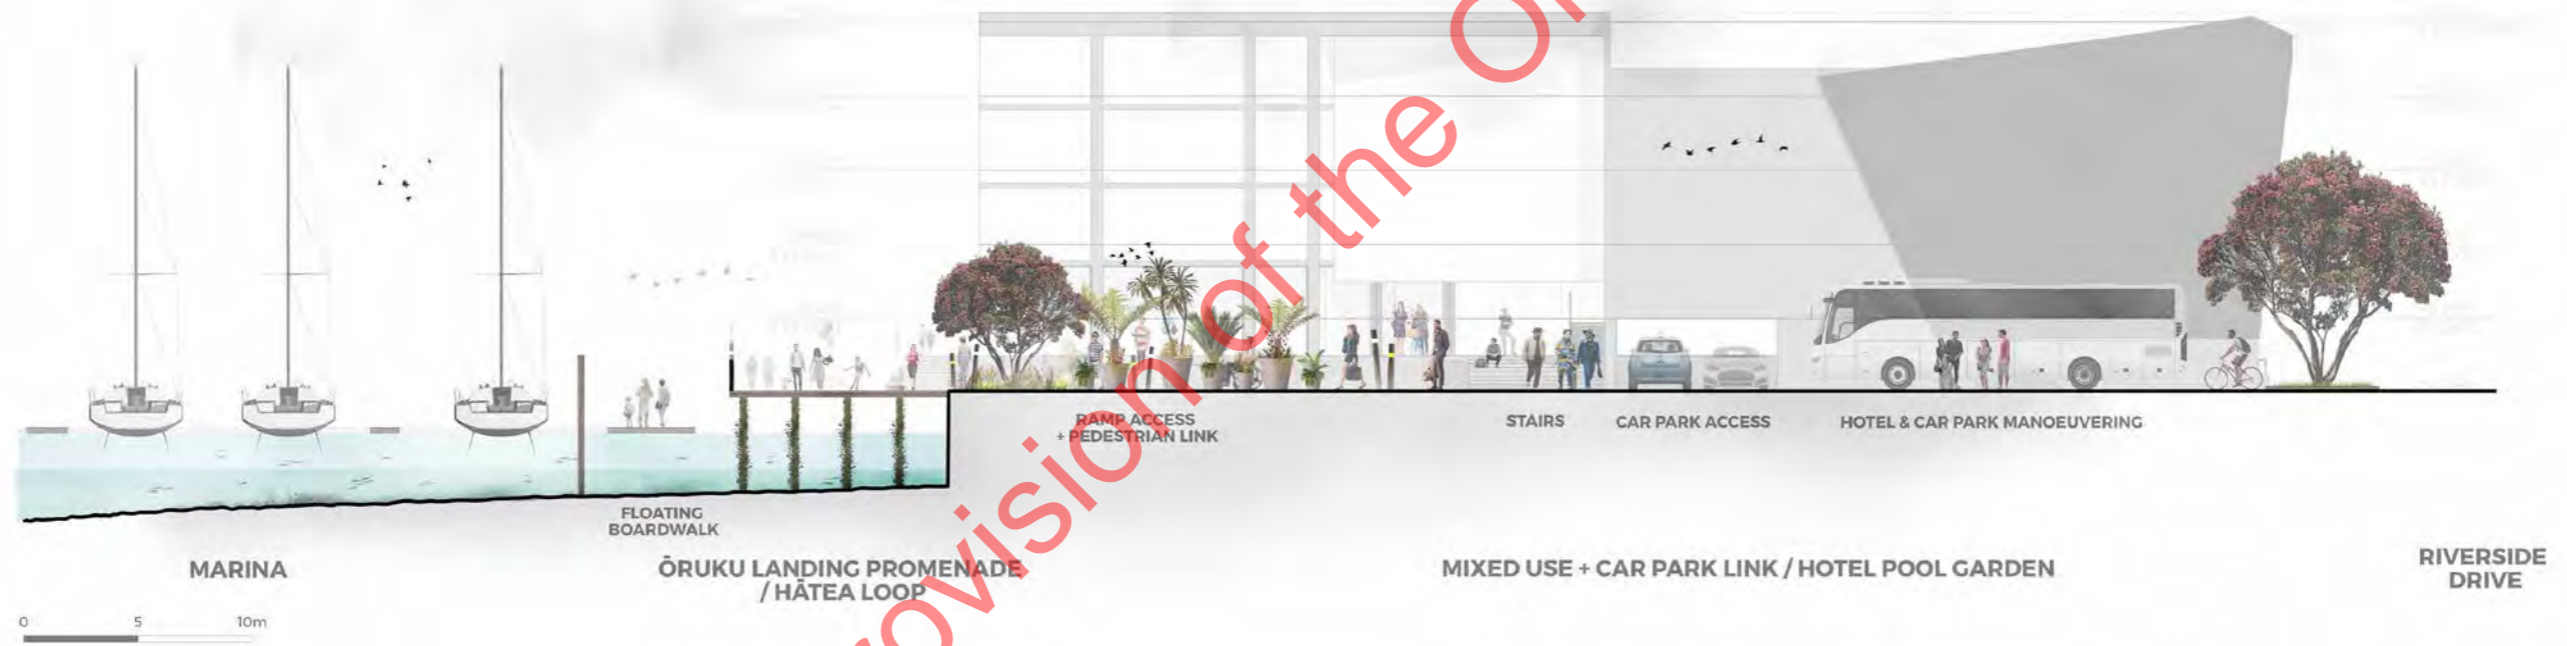 RAMP ACCESS
+ PEDESTRIAN LINK
STAIRS
CAR PARK ACCESS
HOTEL & CAR PARK MANOEUVERING
FLOATING
BOARDWALK
MARINA
ŌRUKU LANDING PROMENADE
/ HĀTEA LOOP
MIXED USE + CAR PARK LINK / HOTEL POOL GARDEN
RIVERSIDE
DRIVE
0 5 10m
of the